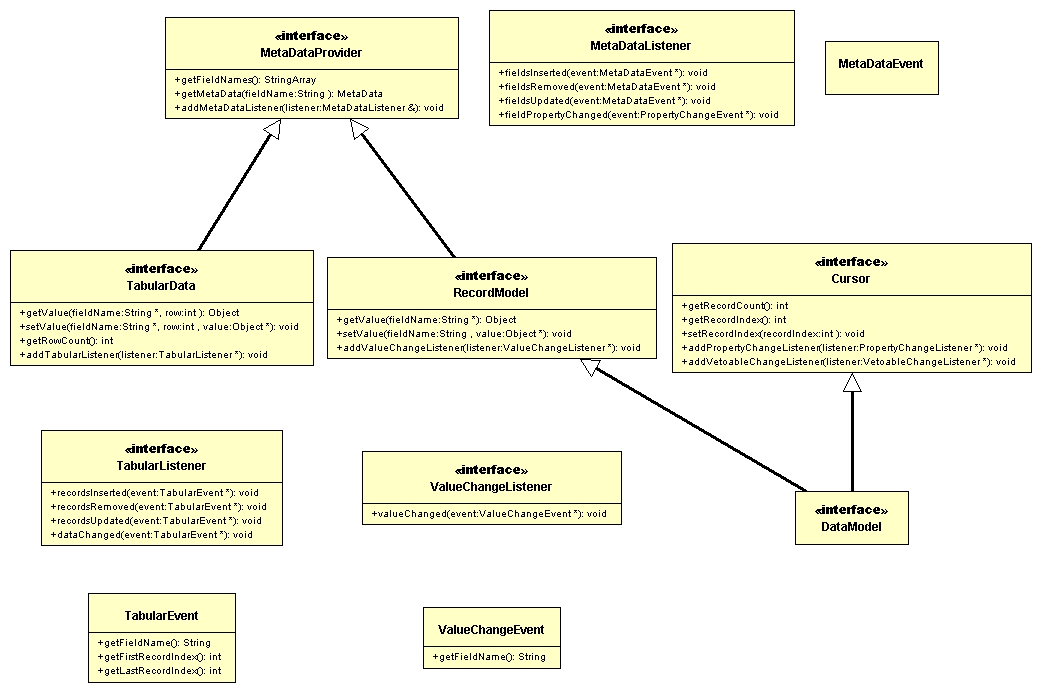 «interface»
MetaDataProvider
+getFieldNames(): StringArray
+getMetaData(fieldName:String ): MetaData
+addMetaDataListener(listener:MetaDataListener &): void
«interface»
MetaDataListener
+fieldsInserted(event:MetaDataEvent *): void
+fieldsRemoved(event:MetaDataEvent *): void
+fieldsUpdated(event:MetaDataEvent *): void
+fieldPropertyChanged(event:PropertyChangeEvent *): void
MetaDataEvent
«interface»
TabularData
+getValue(fieldName:String *, row:int ): Object
+setValue(fieldName:String *, row:int , value:Object *): void
+getRowCount(): int
+addTabularListener(listener:TabularListener *): void
«interface»
RecordModel
+getValue(fieldName:String *): Object
+setValue(fieldName:String , value:Object *): void
+addValueChangeListener(listener:ValueChangeListener *): void
«interface»
Cursor
+getRecordCount(): int
+getRecordIndex(): int
+setRecordIndex(recordIndex:int ): void
+addPropertyChangeListener(listener:PropertyChangeListener *): void
+addVetoableChangeListener(listener:VetoableChangeListener *): void
«interface»
TabularListener
+recordsInserted(event:TabularEvent *): void
+recordsRemoved(event:TabularEvent *): void
+recordsUpdated(event:TabularEvent *): void
+dataChanged(event:TabularEvent *): void
«interface»
ValueChangeListener
+valueChanged(event:ValueChangeEvent *): void
«interface»
DataModel
TabularEvent
+getFieldName(): String
+getFirstRecordIndex(): int
+getLastRecordIndex(): int
ValueChangeEvent
+getFieldName(): String